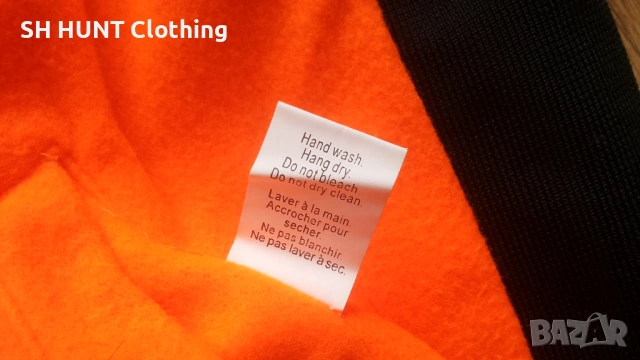 SH HUNT Clothing
Hand wash.
Hang dry.
Do not bleach.
Do not dry clean.
Laver à la main.
Accrocher pour
secher.
Ne pas blanchir.
Ne pas laver à sec.
BAZAR